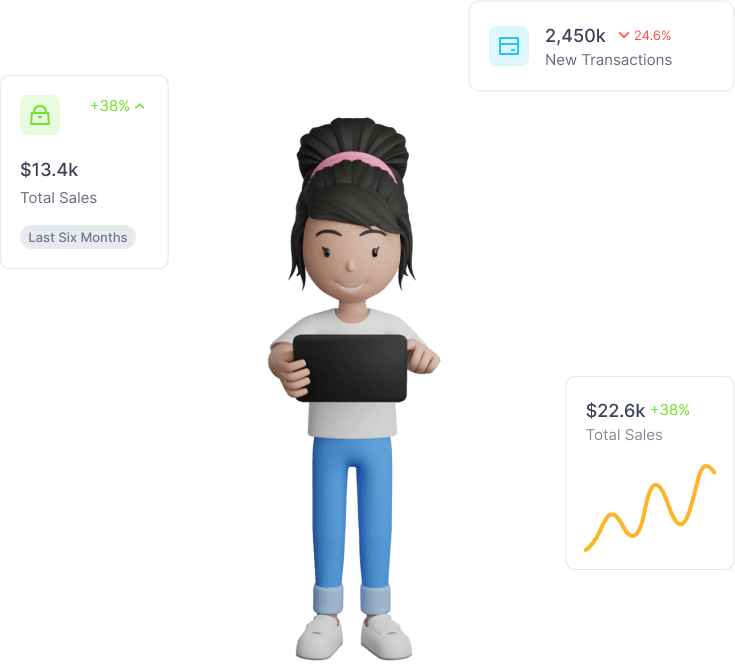 2,450k 24.6%
New Transactions
+38%
$13.4k
Total Sales
Last Six Months
$22.6k +38%
Total Sales